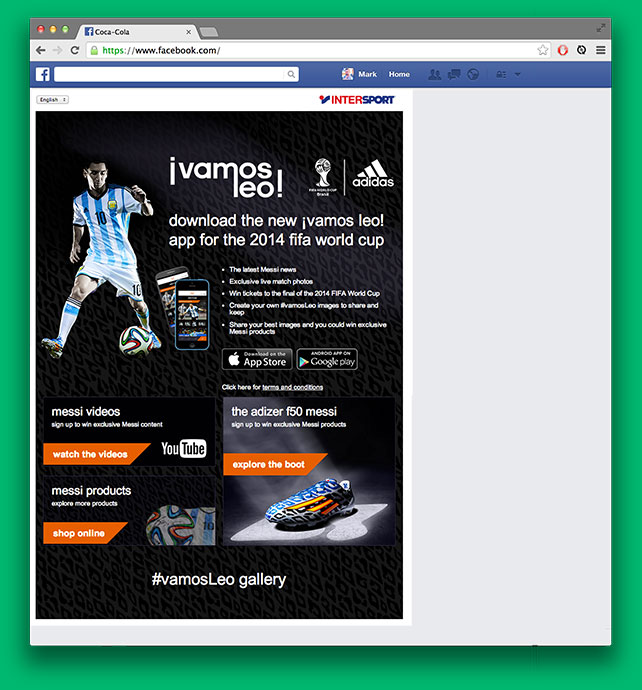 Coca-Cola
https://www.facebook.com/
Mark Home
English
INTERSPORT
¡vamos
leo!
FIFA WORLD CUP
Brasil
adidas
download the new ¡vamos leo!
app for the 2014 fifa world cup
The latest Messi news
Exclusive live match photos
Win tickets to the final of the 2014 FIFA World Cup
Create your own #vamosLeo images to share and
keep
Share your best images and you could win exclusive
Messi products
Download on the
App Store
ANDROID APP ON
Google play
Click here for terms and conditions
messi videos
sign up to win exclusive Messi content
watch the videos
YouTube
messi products
explore more products
shop online
the adizer f50 messi
sign up to win exclusive Messi products
explore the boot
#vamosLeo gallery
10
10